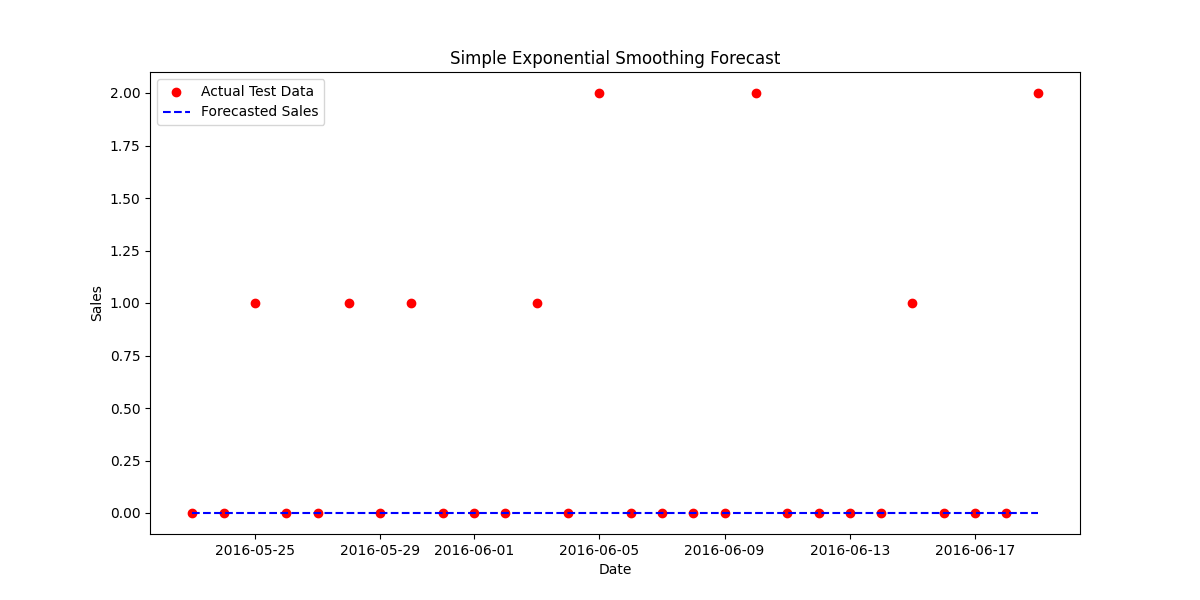 Simple Exponential Smoothing Forecast
Actual Test Data
Forecasted Sales
2.00
1.75
1.50
1.25
1.00
0.75
0.50
0.25
0.00
Sales
2016-05-25 2016-05-29 2016-06-01 2016-06-05 2016-06-09 2016-06-13 2016-06-17
Date